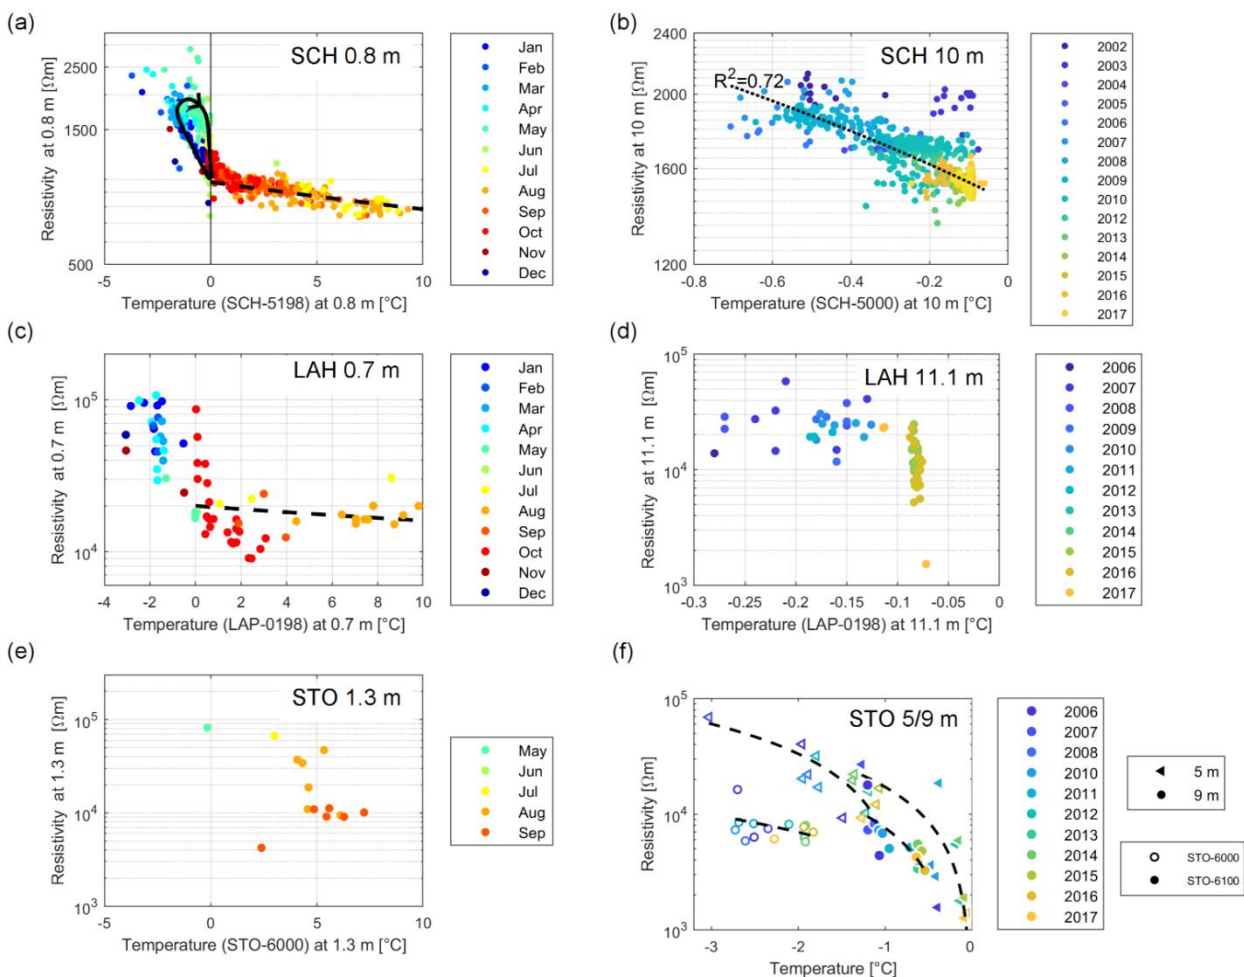 (a)
SCH 0.8 m
Resistivity at 0.8 m [Ωm]
2500
1500
500
-5
0
5
10
Temperature (SCH-5198) at 0.8 m [°C]
Jan
Feb
Mar
Apr
May
Jun
Jul
Aug
Sep
Oct
Nov
Dec
(b)
SCH 10 m
R²=0.72
Resistivity at 10 m [Ωm]
2400
2000
1600
1200
-0.8
-0.6
-0.4
-0.2
0
Temperature (SCH-5000) at 10 m [°C]
2002
2003
2004
2005
2006
2007
2008
2009
2010
2012
2013
2014
2015
2016
2017
(c)
LAH 0.7 m
Resistivity at 0.7 m [Ωm]
10⁵
10⁴
-4
-2
0
2
4
6
8
10
Temperature (LAP-0198) at 0.7 m [°C]
Jan
Feb
Mar
Apr
May
Jun
Jul
Aug
Sep
Oct
Nov
Dec
(d)
LAH 11.1 m
Resistivity at 11.1 m [Ωm]
10⁵
10⁴
10³
-0.3
-0.25
-0.2
-0.15
-0.1
-0.05
0
Temperature (LAP-0198) at 11.1 m [°C]
2006
2007
2008
2009
2010
2011
2012
2013
2014
2015
2016
2017
(e)
STO 1.3 m
Resistivity at 1.3 m [Ωm]
10⁵
10⁴
10³
-5
0
5
10
Temperature (STO-6000) at 1.3 m [°C]
May
Jun
Jul
Aug
Sep
(f)
STO 5/9 m
Resistivity [Ωm]
10⁵
10⁴
10³
-3
-2
-1
0
Temperature [°C]
2006
2007
2008
2010
2011
2012
2013
2014
2015
2016
2017
5 m
9 m
STO-6000
STO-6100